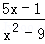 5x − 1
x² − 9